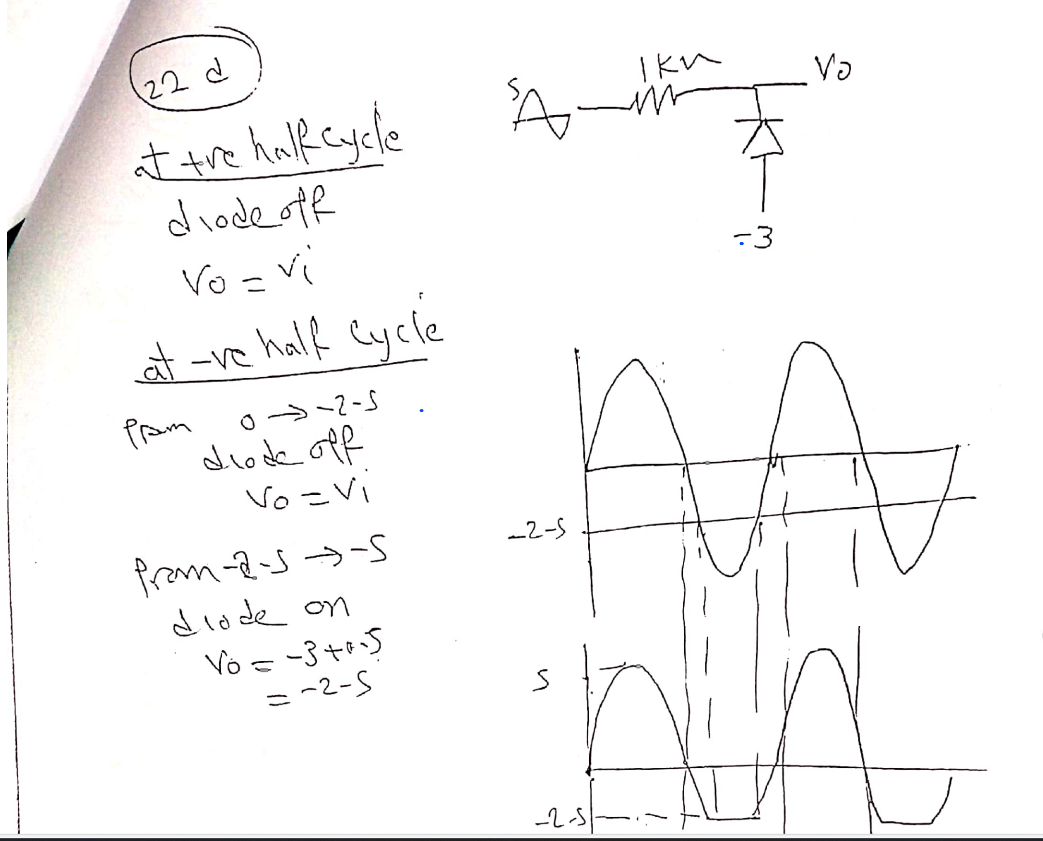 22 d
at +ve half cycle
diode off
Vo = Vi
at -ve half cycle
from 0 → -2-5
diode off
Vo = Vi
from -2-5 → -5
diode on
Vo = -3+0.5
= -2-5
5
1KΩ
Vo
-3
-2-5
5
-2-5